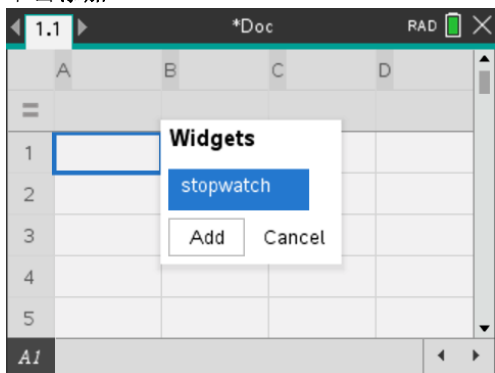 1.1 *Doc RAD
A B C D
=
1
2
3
4
5
Widgets
stopwatch
Add Cancel
A1